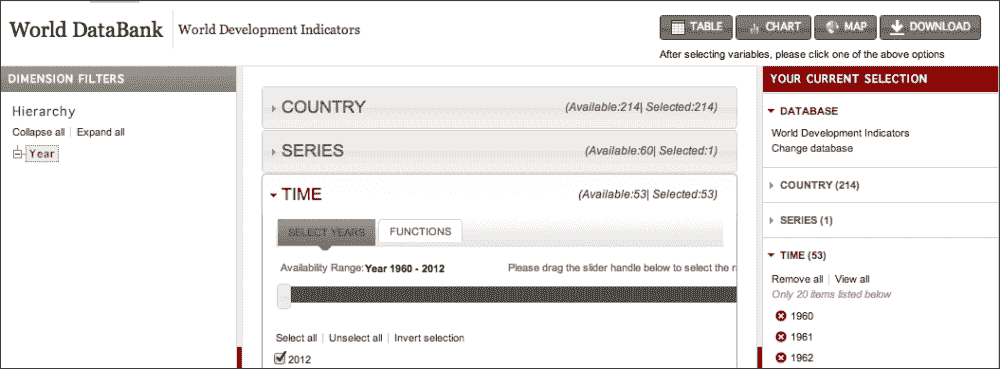 World DataBank World Development Indicators
TABLE CHART MAP DOWNLOAD
After selecting variables, please click one of the above options
DIMENSION FILTERS
Hierarchy
Collapse all | Expand all
Year
COUNTRY (Available:214| Selected:214)
SERIES (Available:60| Selected:1)
TIME (Available:53| Selected:53)
SELECT YEARS FUNCTIONS
Availability Range:Year 1960 - 2012 Please drag the slider handle below to select the
Select all | Unselect all | Invert selection
2012
YOUR CURRENT SELECTION
DATABASE
World Development Indicators
Change database
COUNTRY (214)
SERIES (1)
TIME (53)
Remove all | View all
Only 20 items listed below
1960
1961
1962